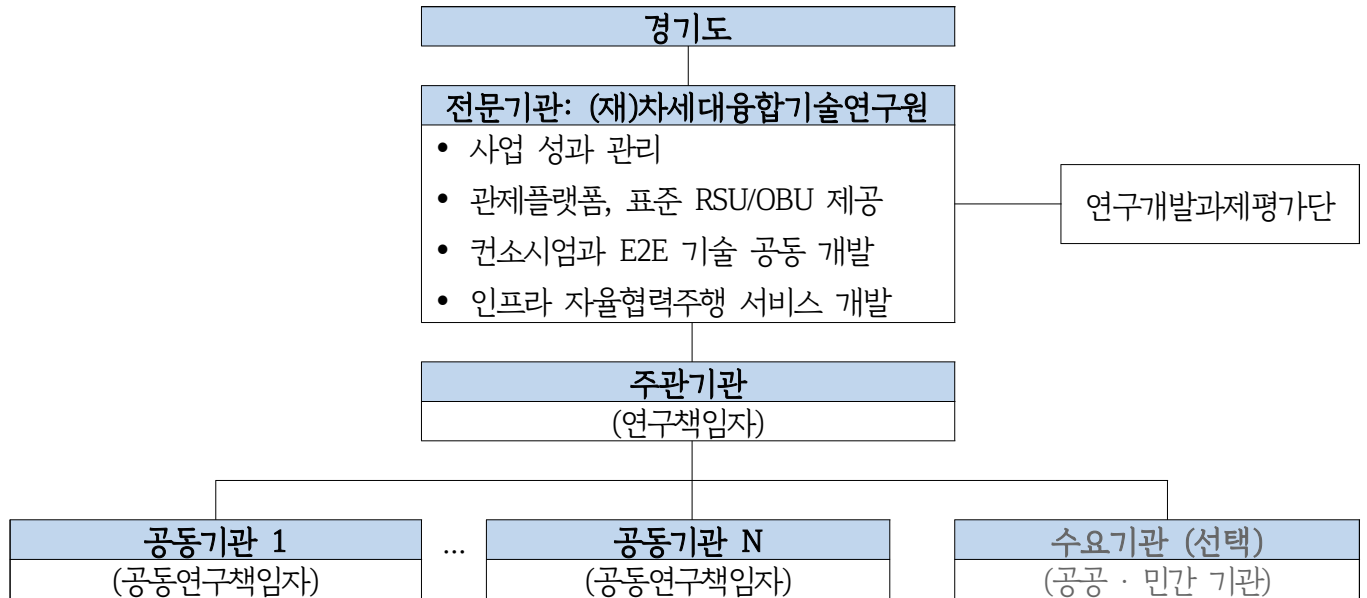 경기도
전문기관: (재)차세대융합기술연구원
• 사업 성과 관리
• 관제플랫폼, 표준 RSU/OBU 제공
• 컨소시엄과 E2E 기술 공동 개발
• 인프라 자율협력주행 서비스 개발
연구개발과제평가단
주관기관
(연구책임자)
공동기관 1
(공동연구책임자)
...
공동기관 N
(공동연구책임자)
수요기관 (선택)
(공공 · 민간 기관)